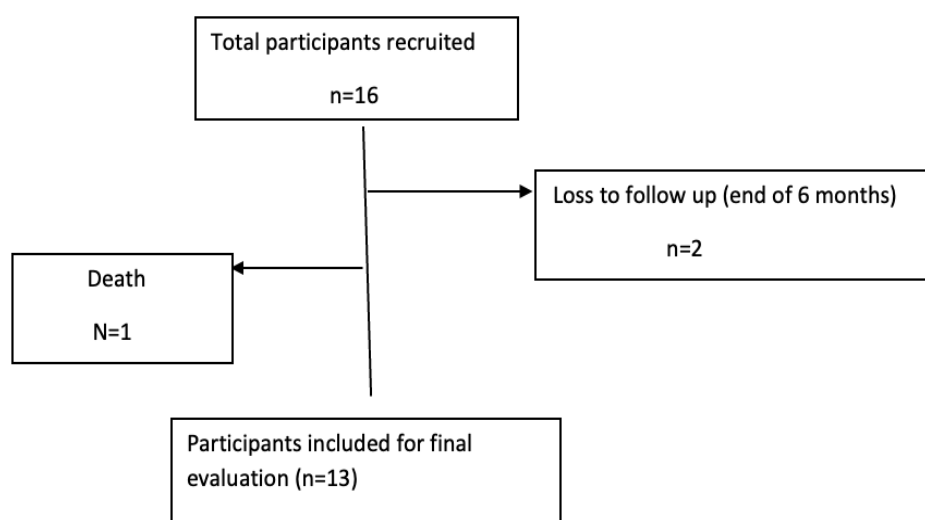 Total participants recruited
n=16
Loss to follow up (end of 6 months)
n=2
Death
N=1
Participants included for final
evaluation (n=13)